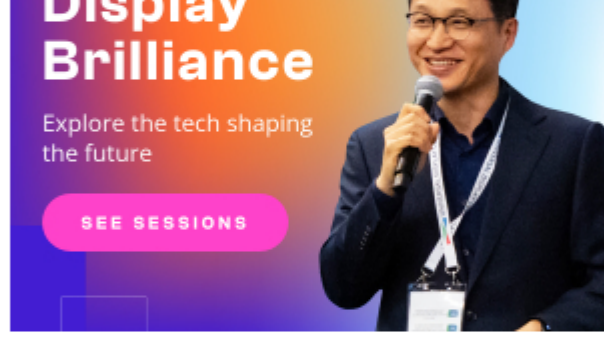 Display
Brilliance
Explore the tech shaping
the future
SEE SESSIONS